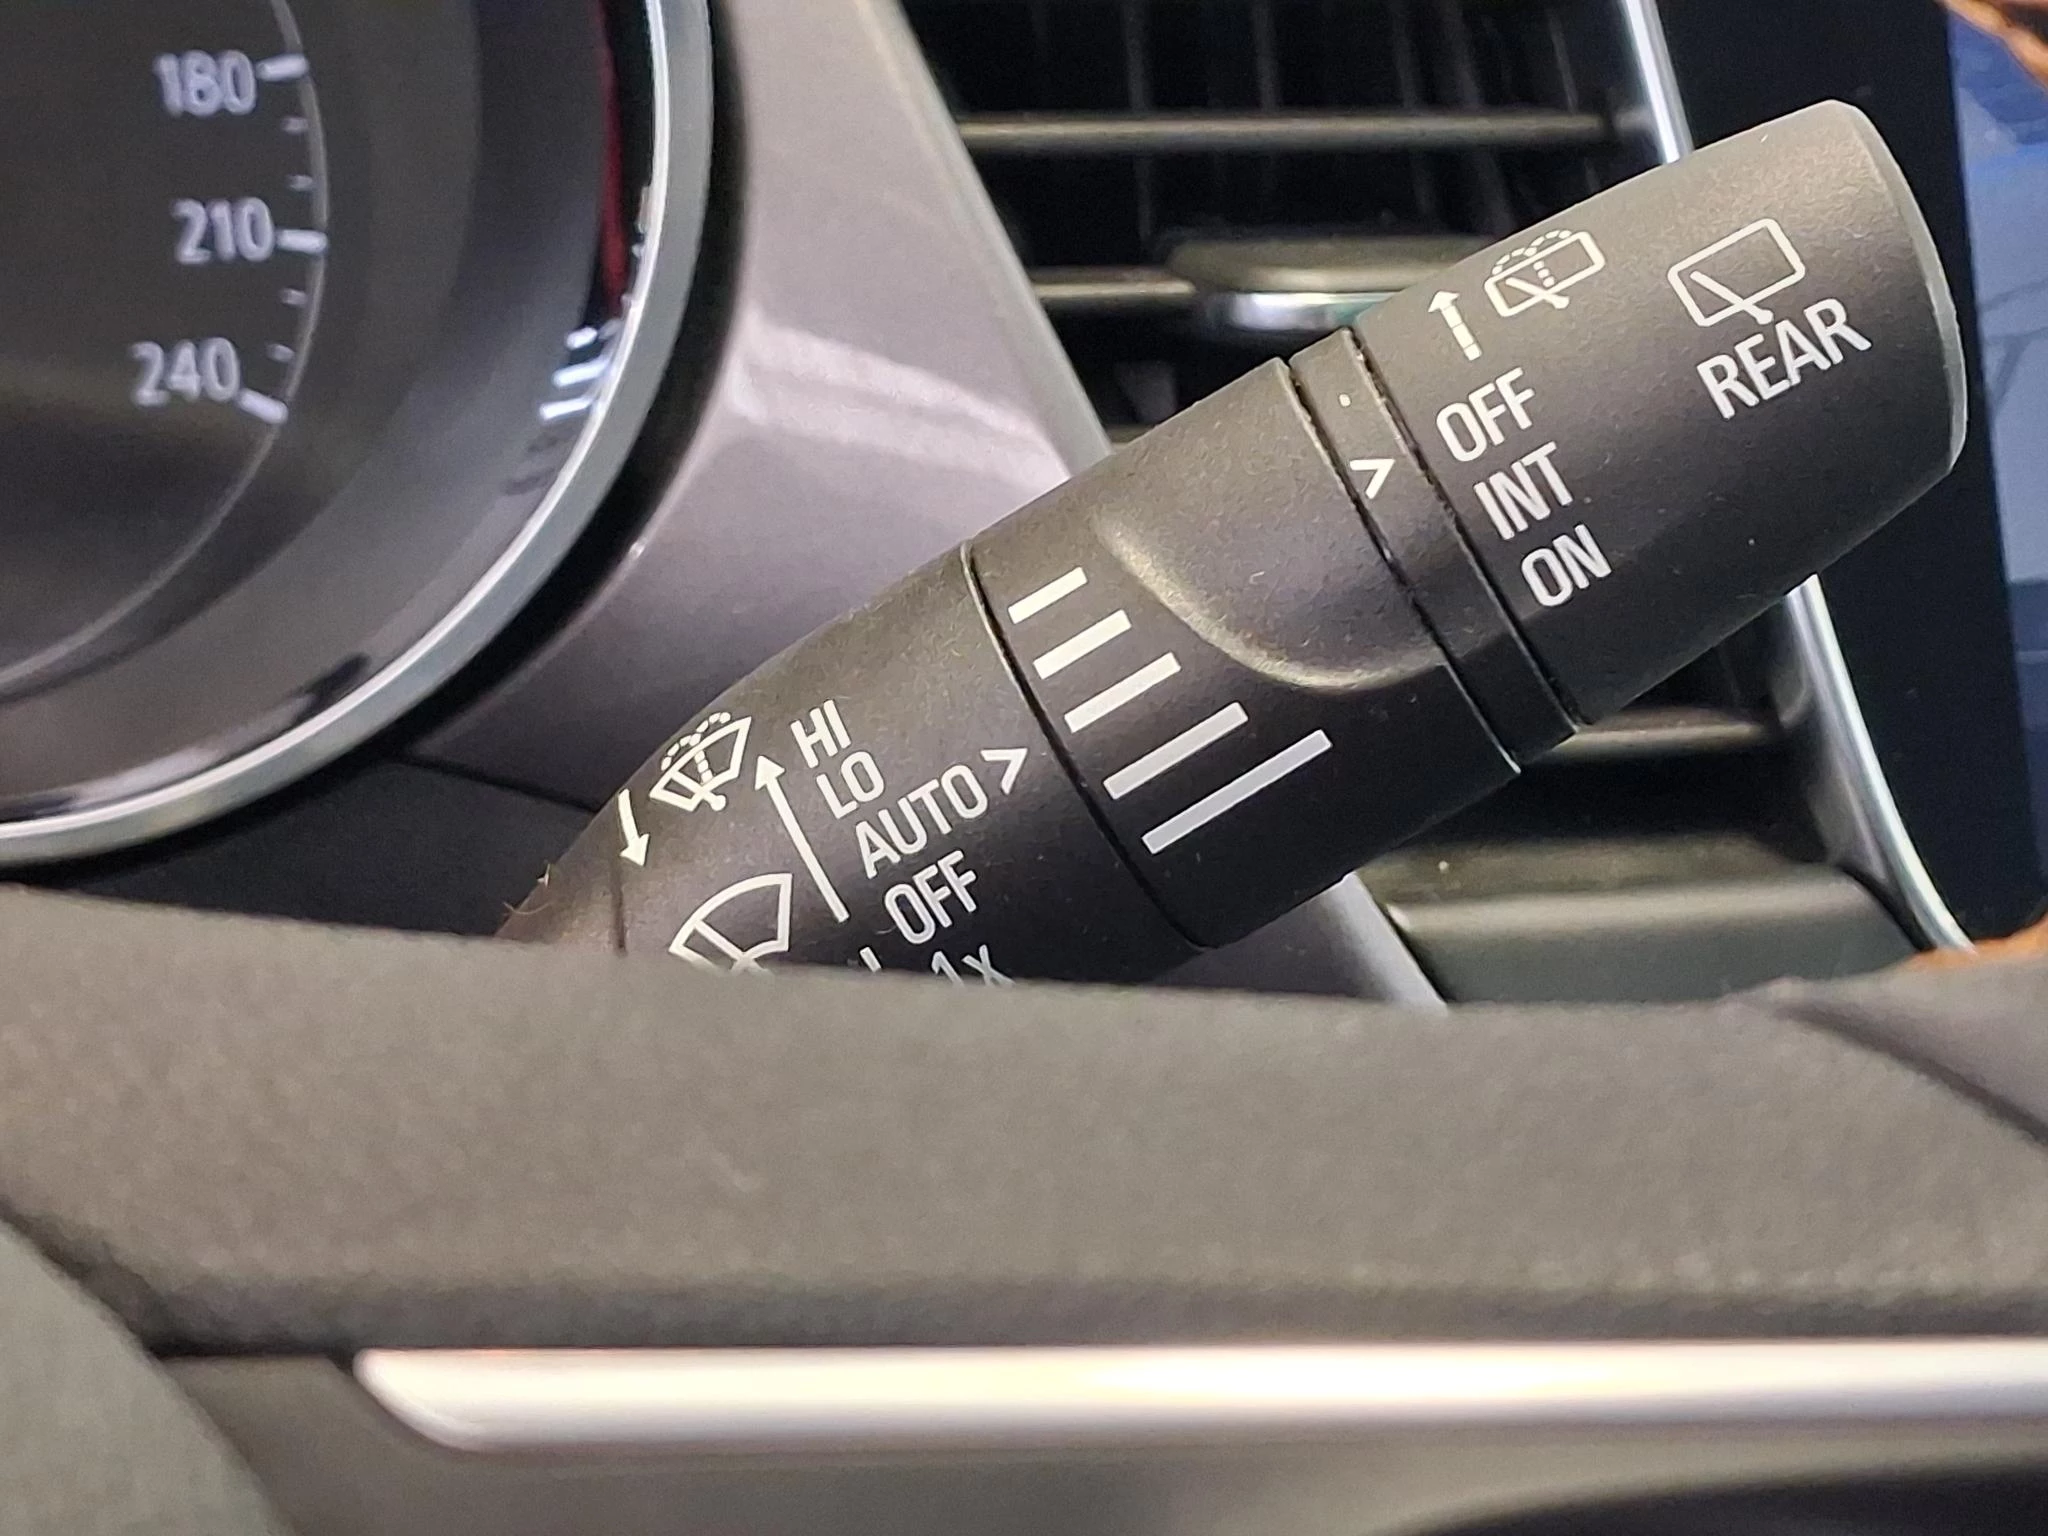 180
210
240
REAR
OFF
INT
ON
HI
LO
AUTO >
OFF
1x